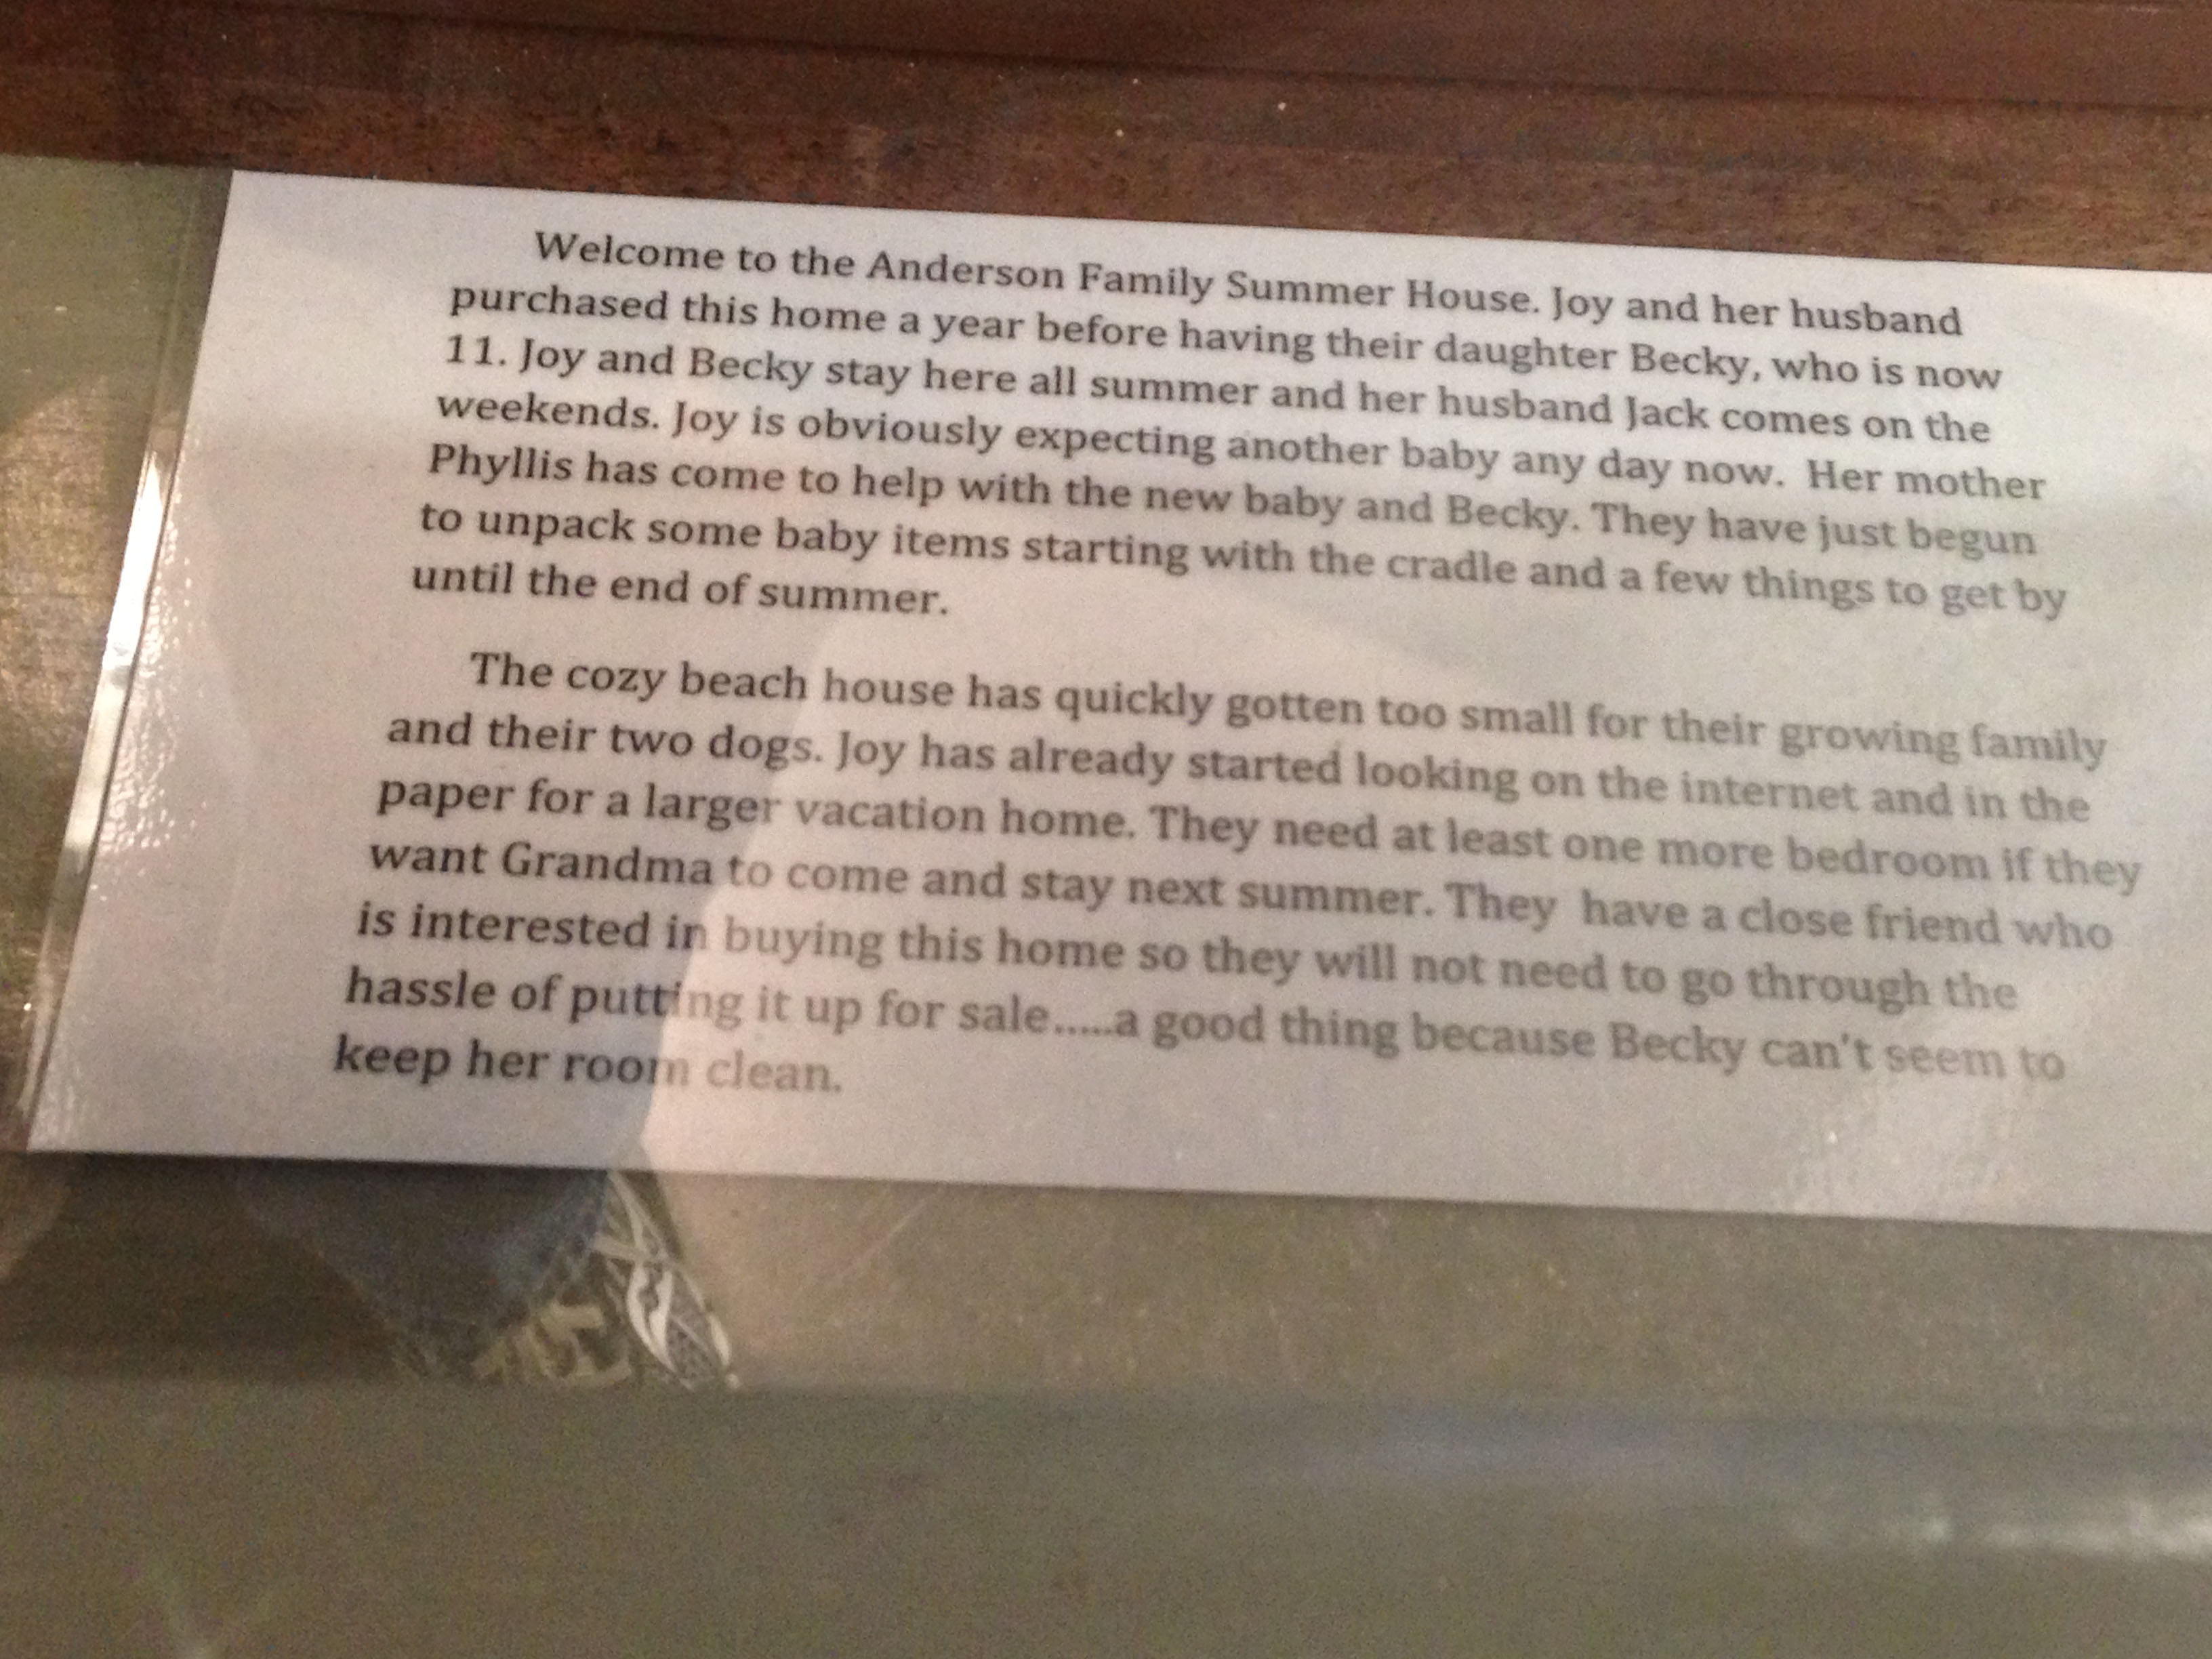 Welcome to the Anderson Family Summer House. Joy and her husband
purchased this home a year before having their daughter Becky, who is now
11. Joy and Becky stay here all summer and her husband Jack comes on the
weekends. Joy is obviously expecting another baby any day now. Her mother
Phyllis has come to help with the new baby and Becky. They have just begun
to unpack some baby items starting with the cradle and a few things to get by
until the end of summer.
The cozy beach house has quickly gotten too small for their growing family
and their two dogs. Joy has already started looking on the internet and in the
paper for a larger vacation home. They need at least one more bedroom if they
want Grandma to come and stay next summer. They have a close friend who
is interested in buying this home so they will not need to go through the
hassle of putting it up for sale.....a good thing because Becky can't seem to
keep her room clean.